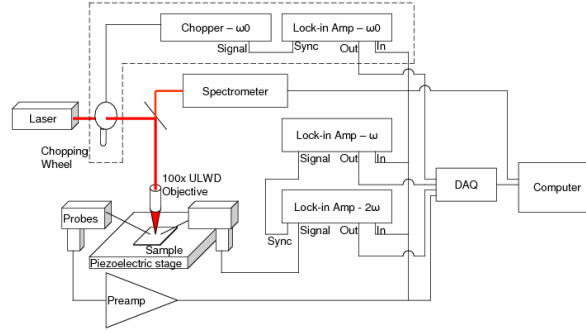 Chopper – ω0
Lock-in Amp – ω0
Signal
Sync
Out
In
Laser
Spectrometer
Chopping
Wheel
Lock-in Amp – ω
100x ULWD
Objective
Signal
Out
In
DAQ
Computer
Probes
Lock-in Amp - 2ω
Sync
Signal
Out
In
Sample
Piezoelectric stage
Preamp